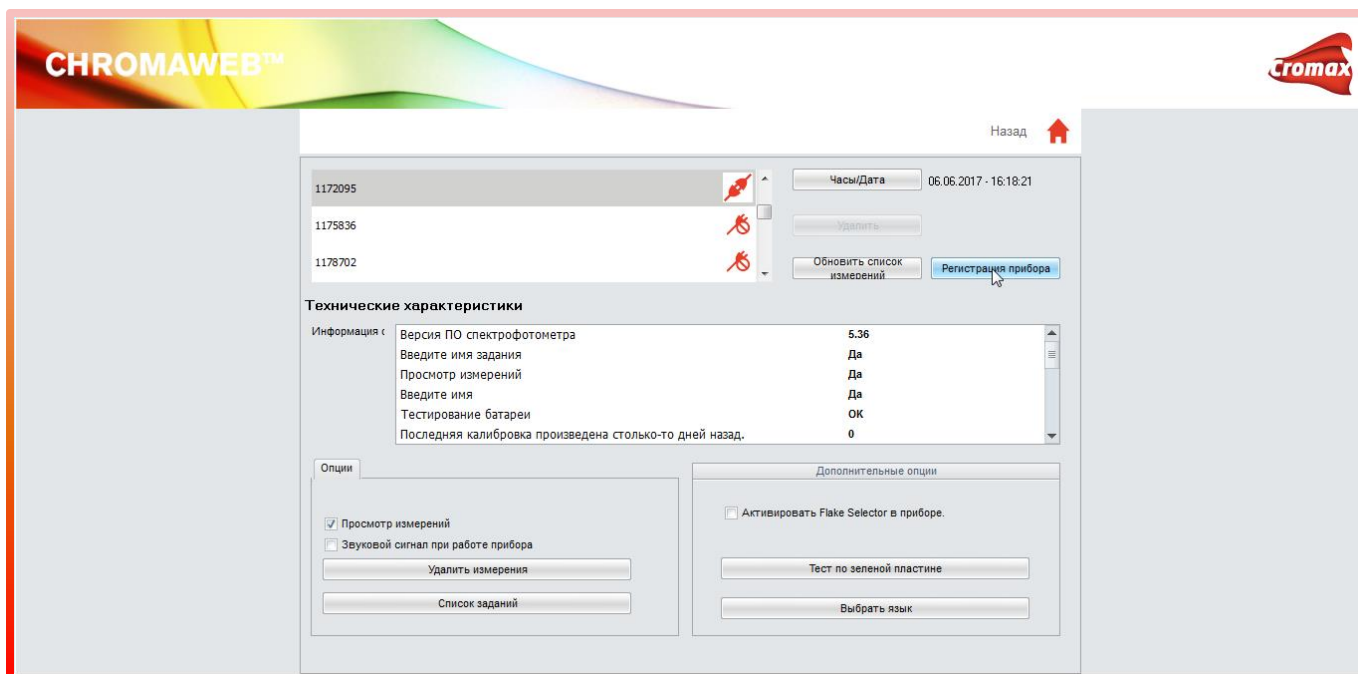 CHROMAWEB™
Cromax
Назад
1172095
Часы/Дата
06.06.2017 - 16:18:21
1175836
Удалить
1178702
Обновить список
измерений
Регистрация прибора
Технические характеристики
Информация с
Версия ПО спектрофотометра 5.36
Введите имя задания Да
Просмотр измерений Да
Введите имя Да
Тестирование батареи OK
Последняя калибровка произведена столько-то дней назад. 0
Опции
Просмотр измерений
Звуковой сигнал при работе прибора
Удалить измерения
Список заданий
Дополнительные опции
Активировать Flake Selector в приборе.
Тест по зеленой пластине
Выбрать язык